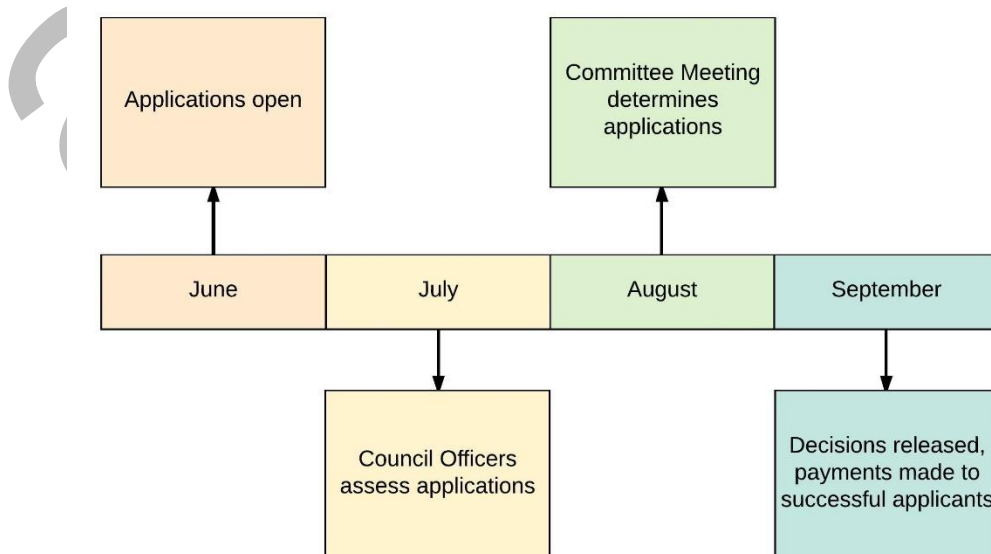 Applications open
Committee Meeting
determines
applications
June
July
August
September
Council Officers
assess applications
Decisions released,
payments made to
successful applicants